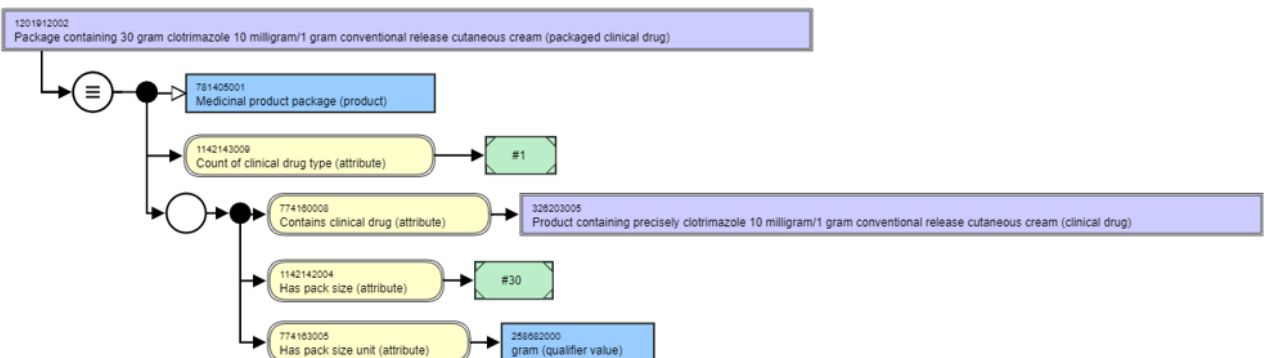 1201912002
Package containing 30 gram clotrimazole 10 milligram/1 gram conventional release cutaneous cream (packaged clinical drug)
781405001
Medicinal product package (product)
1142143009
Count of clinical drug type (attribute)
#1
774160008
Contains clinical drug (attribute)
326203005
Product containing precisely clotrimazole 10 milligram/1 gram conventional release cutaneous cream (clinical drug)
1142142004
Has pack size (attribute)
#30
774163005
Has pack size unit (attribute)
258682000
gram (qualifier value)